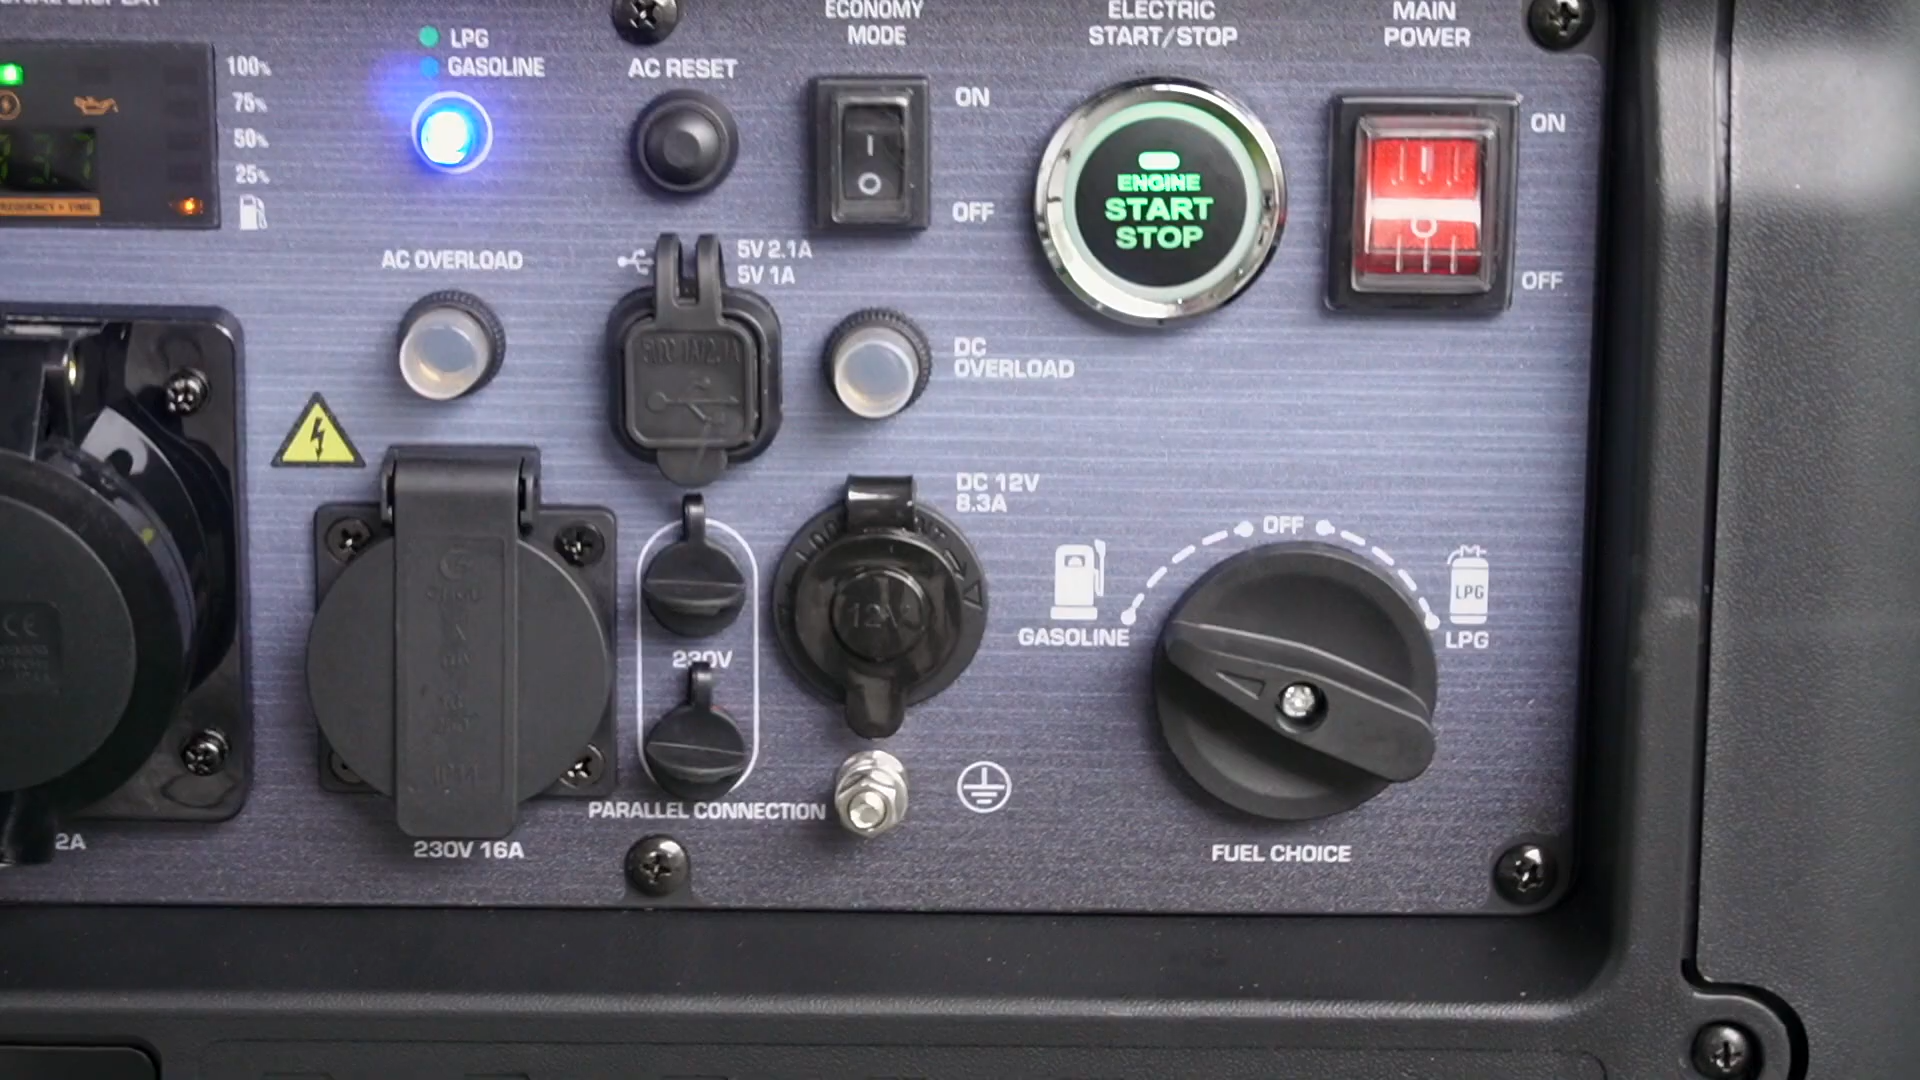 LPG
GASOLINE
100%
75%
50%
25%
AC RESET
ECONOMY
MODE
ON
OFF
ELECTRIC
START/STOP
ENGINE
START
STOP
MAIN
POWER
ON
OFF
AC OVERLOAD
5V 2.1A
5V 1A
DC
OVERLOAD
DC 12V
8.3A
12V
230V
PARALLEL CONNECTION
230V 16A
2A
CE
OFF
GASOLINE
LPG
LPG
FUEL CHOICE